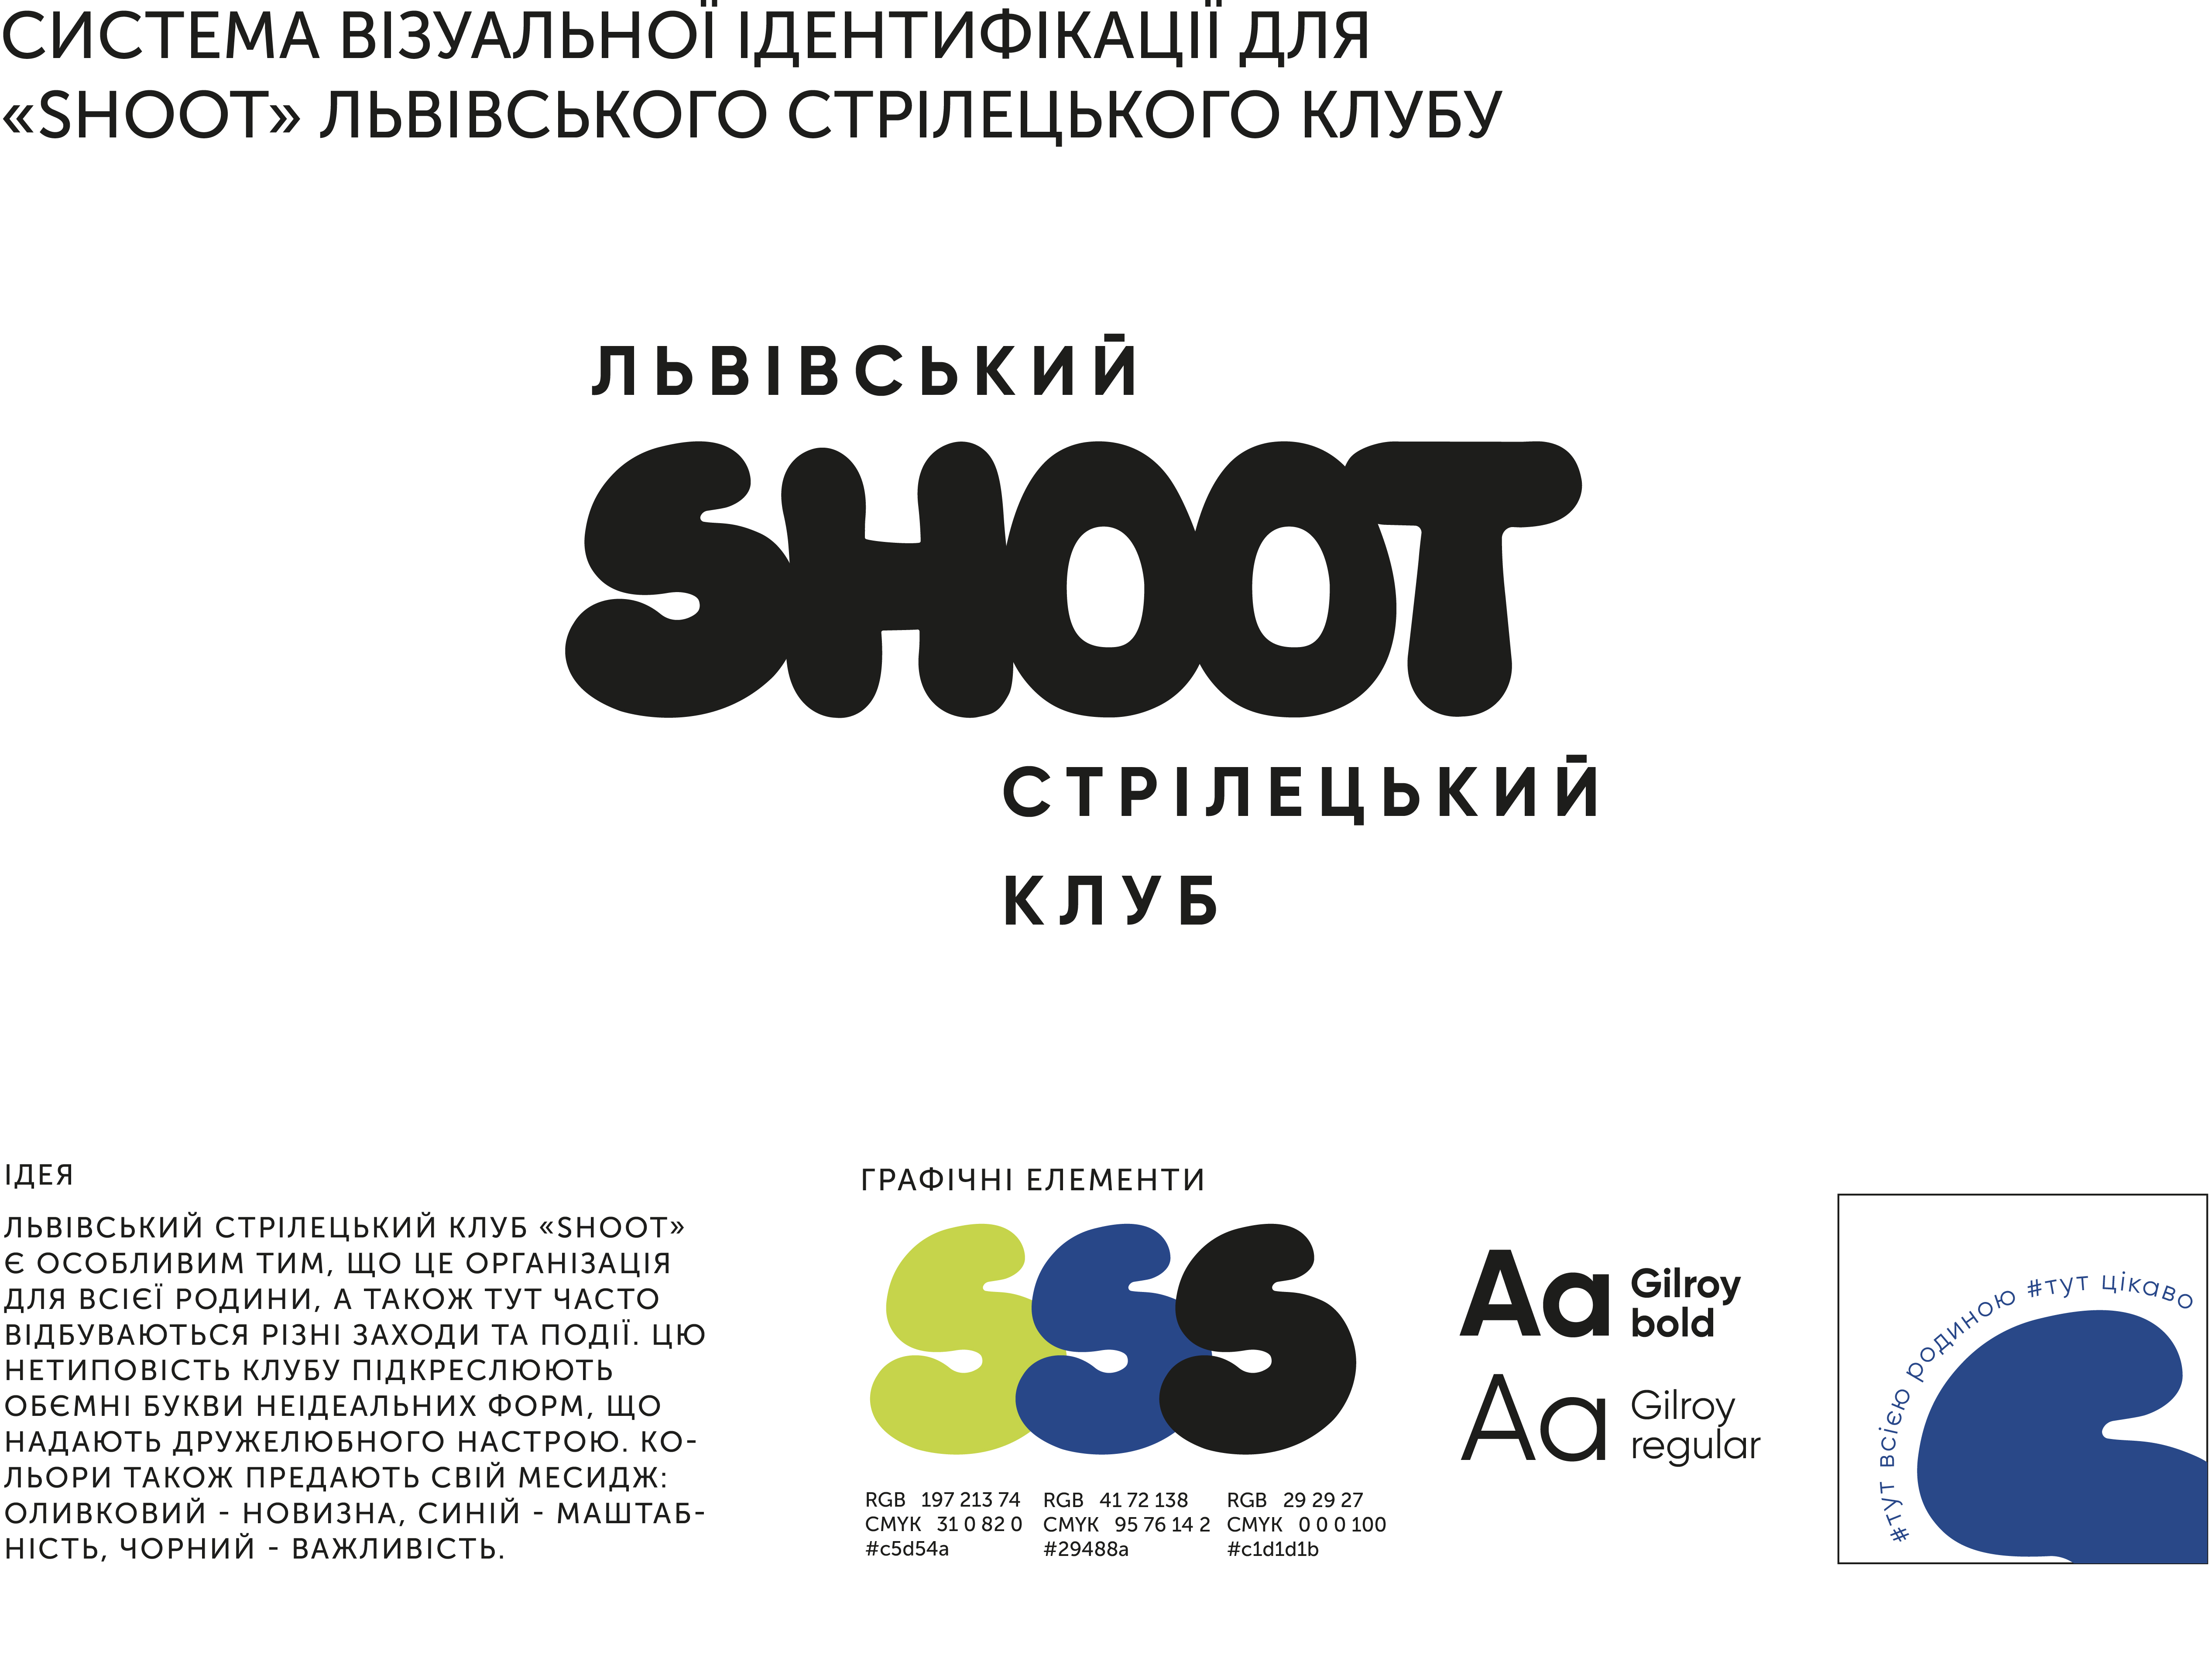 СИСТЕМА ВІЗУАЛЬНОЇ ІДЕНТИФІКАЦІЇ ДЛЯ
«SHOOT» ЛЬВІВСЬКОГО СТРІЛЕЦЬКОГО КЛУБУ
ЛЬВІВСЬКИЙ
SHOOT
СТРІЛЕЦЬКИЙ
КЛУБ
ІДЕЯ
ЛЬВІВСЬКИЙ СТРІЛЕЦЬКИЙ КЛУБ «SHOOT»
Є ОСОБЛИВИМ ТИМ, ЩО ЦЕ ОРГАНІЗАЦІЯ
ДЛЯ ВСІЄЇ РОДИНИ, А ТАКОЖ ТУТ ЧАСТО
ВІДБУВАЮТЬСЯ РІЗНІ ЗАХОДИ ТА ПОДІЇ. ЦЮ
НЕТИПОВІСТЬ КЛУБУ ПІДКРЕСЛЮЮТЬ
ОБЄМНІ БУКВИ НЕІДЕАЛЬНИХ ФОРМ, ЩО
НАДАЮТЬ ДРУЖЕЛЮБНОГО НАСТРОЮ. КО-
ЛЬОРИ ТАКОЖ ПРЕДАЮТЬ СВІЙ МЕСИДЖ:
ОЛИВКОВИЙ - НОВИЗНА, СИНІЙ - МАШТАБ-
НІСТЬ, ЧОРНИЙ - ВАЖЛИВІСТЬ.
ГРАФІЧНІ ЕЛЕМЕНТИ
SSS
RGB 197 213 74
CMYK 31 0 82 0
#c5d54a
RGB 41 72 138
CMYK 95 76 14 2
#29488a
RGB 29 29 27
CMYK 0 0 0 100
#c1d1d1b
Aa Gilroy
bold
Aa Gilroy
regular
#тут всією родиною #тут цікаво